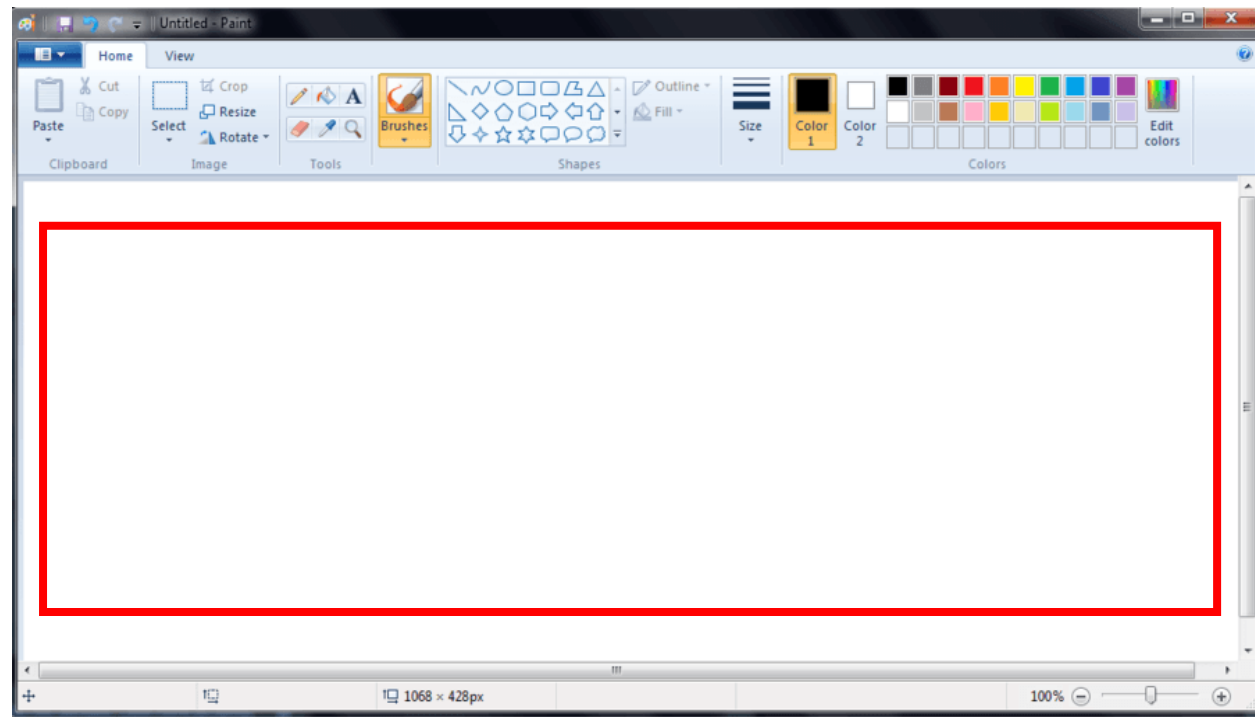 Untitled - Paint
Home View
Cut
Copy
Paste
Clipboard
Select
Crop
Resize
Rotate
Image
A
Tools
Brushes
Outline
Fill
Shapes
Size
Color 1
Color 2
Edit colors
Colors
1068 × 428px
100%